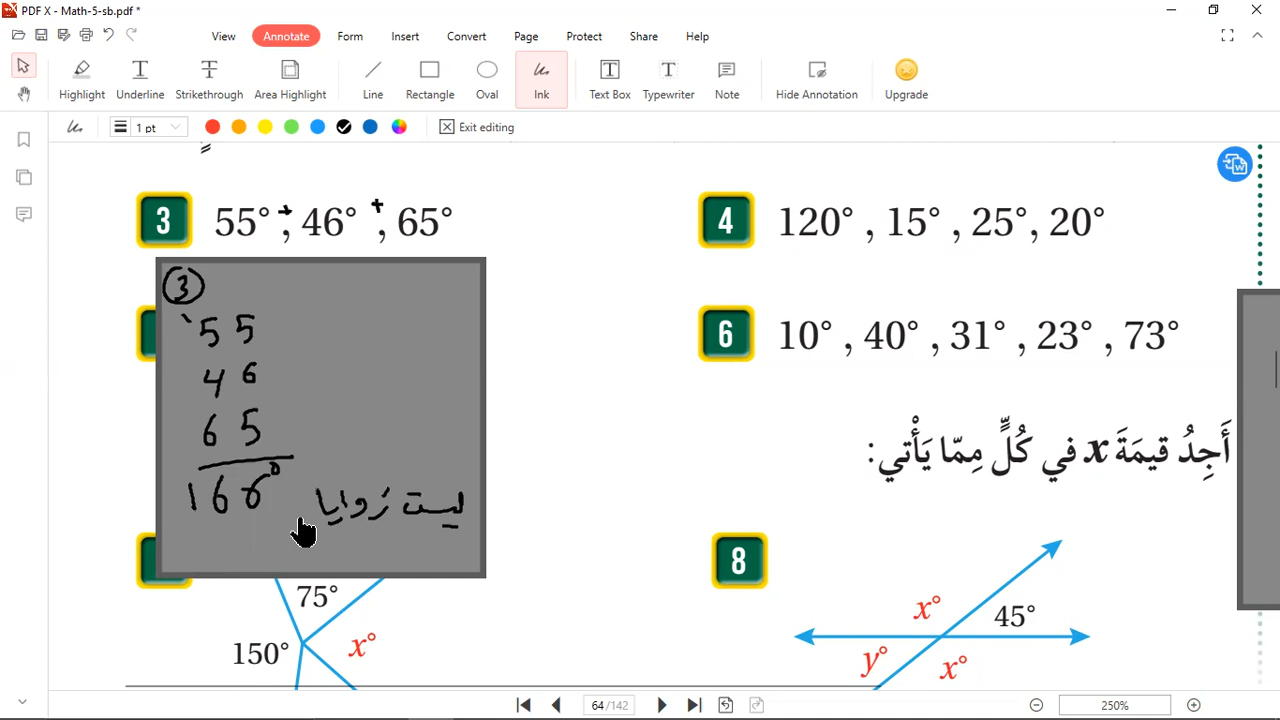 PDF X - Math-5-sb.pdf *
View Annotate Form Insert Convert Page Protect Share Help
Highlight Underline Strikethrough Area Highlight Line Rectangle Oval Ink Text Box Typewriter Note Hide Annotation Upgrade
1 pt Exit editing
3 55° + , 46° + , 65°
4 120° , 15° , 25° , 20°
③
55
46
65
166°
ليست زوايا
6 10° , 40° , 31° , 23° , 73°
أَجِدُ قيمَةَ x في كُلٍّ مِمّا يَأْتي:
75°
150° x°
8
x° 45°
y° x°
64 /142
250%